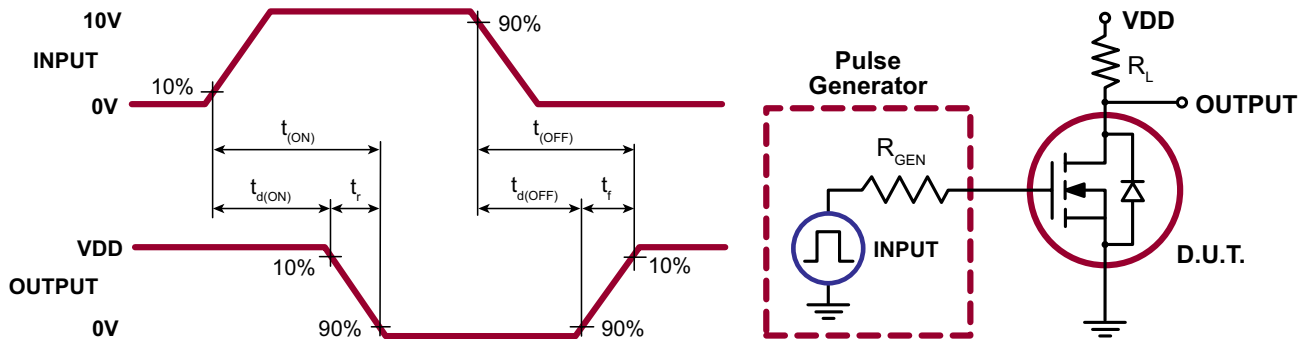 10V
INPUT
0V
10%
90%
t(ON)
t(OFF)
td(ON)
tr
td(OFF)
tf
VDD
OUTPUT
0V
10%
90%
90%
10%
Pulse
Generator
RGEN
INPUT
VDD
RL
OUTPUT
D.U.T.